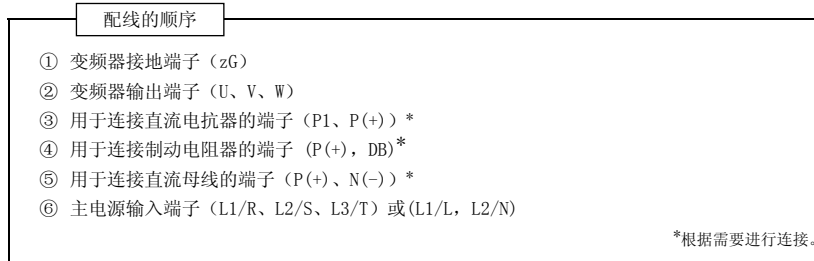 配线的顺序
① 变频器接地端子（zG）
② 变频器输出端子（U、V、W）
③ 用于连接直流电抗器的端子（P1、P(+)）*
④ 用于连接制动电阻器的端子 (P(+)，DB)*
⑤ 用于连接直流母线的端子（P(+)、N(-)）*
⑥ 主电源输入端子（L1/R、L2/S、L3/T）或(L1/L，L2/N)
*根据需要进行连接。